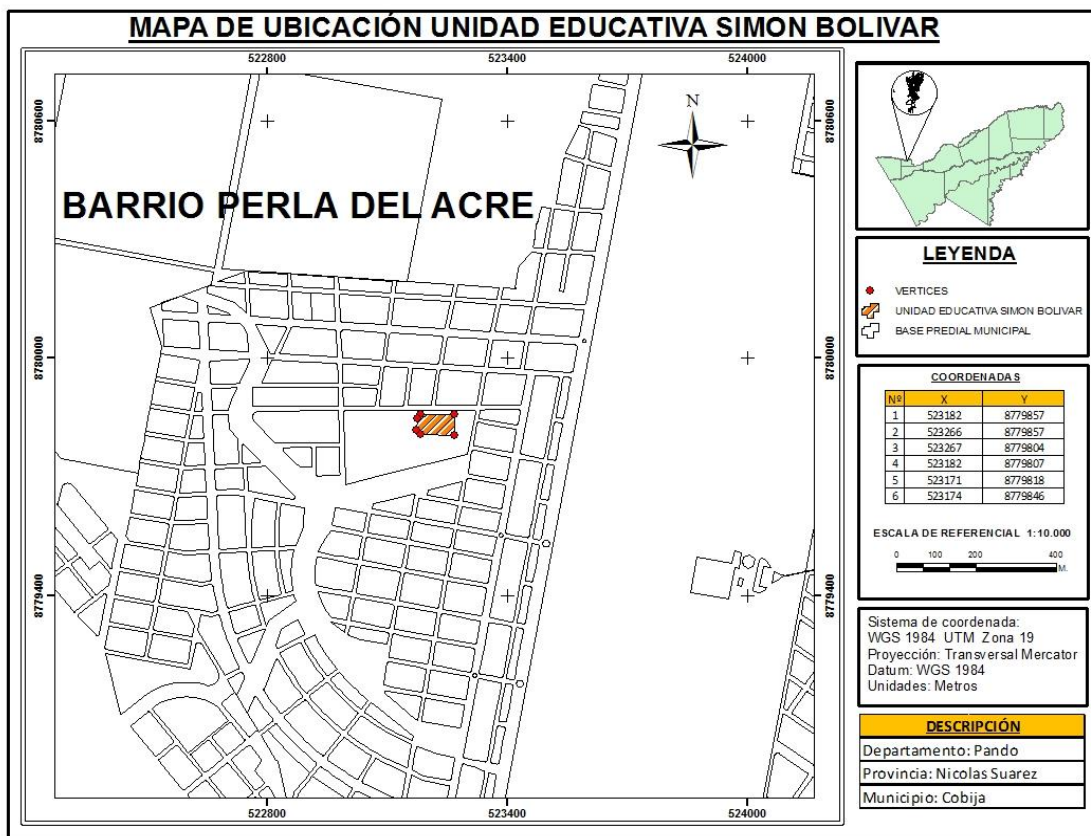 MAPA DE UBICACIÓN UNIDAD EDUCATIVA SIMON BOLIVAR
522800 523400 524000
8780600 8780600
N
BARRIO PERLA DEL ACRE
8780000 8780000
8779400 8779400
522800 523400 524000
LEYENDA
VERTICES
UNIDAD EDUCATIVA SIMON BOLIVAR
BASE PREDIAL MUNICIPAL
COORDENADAS
Nº X Y
1 523182 8779857
2 523266 8779857
3 523267 8779804
4 523182 8779807
5 523171 8779818
6 523174 8779846
ESCALA DE REFERENCIAL 1:10.000
0 100 200 400
M.
Sistema de coordenada:
WGS 1984 UTM Zona 19
Proyección: Transversal Mercator
Datum: WGS 1984
Unidades: Metros
DESCRIPCIÓN
Departamento: Pando
Provincia: Nicolas Suarez
Municipio: Cobija